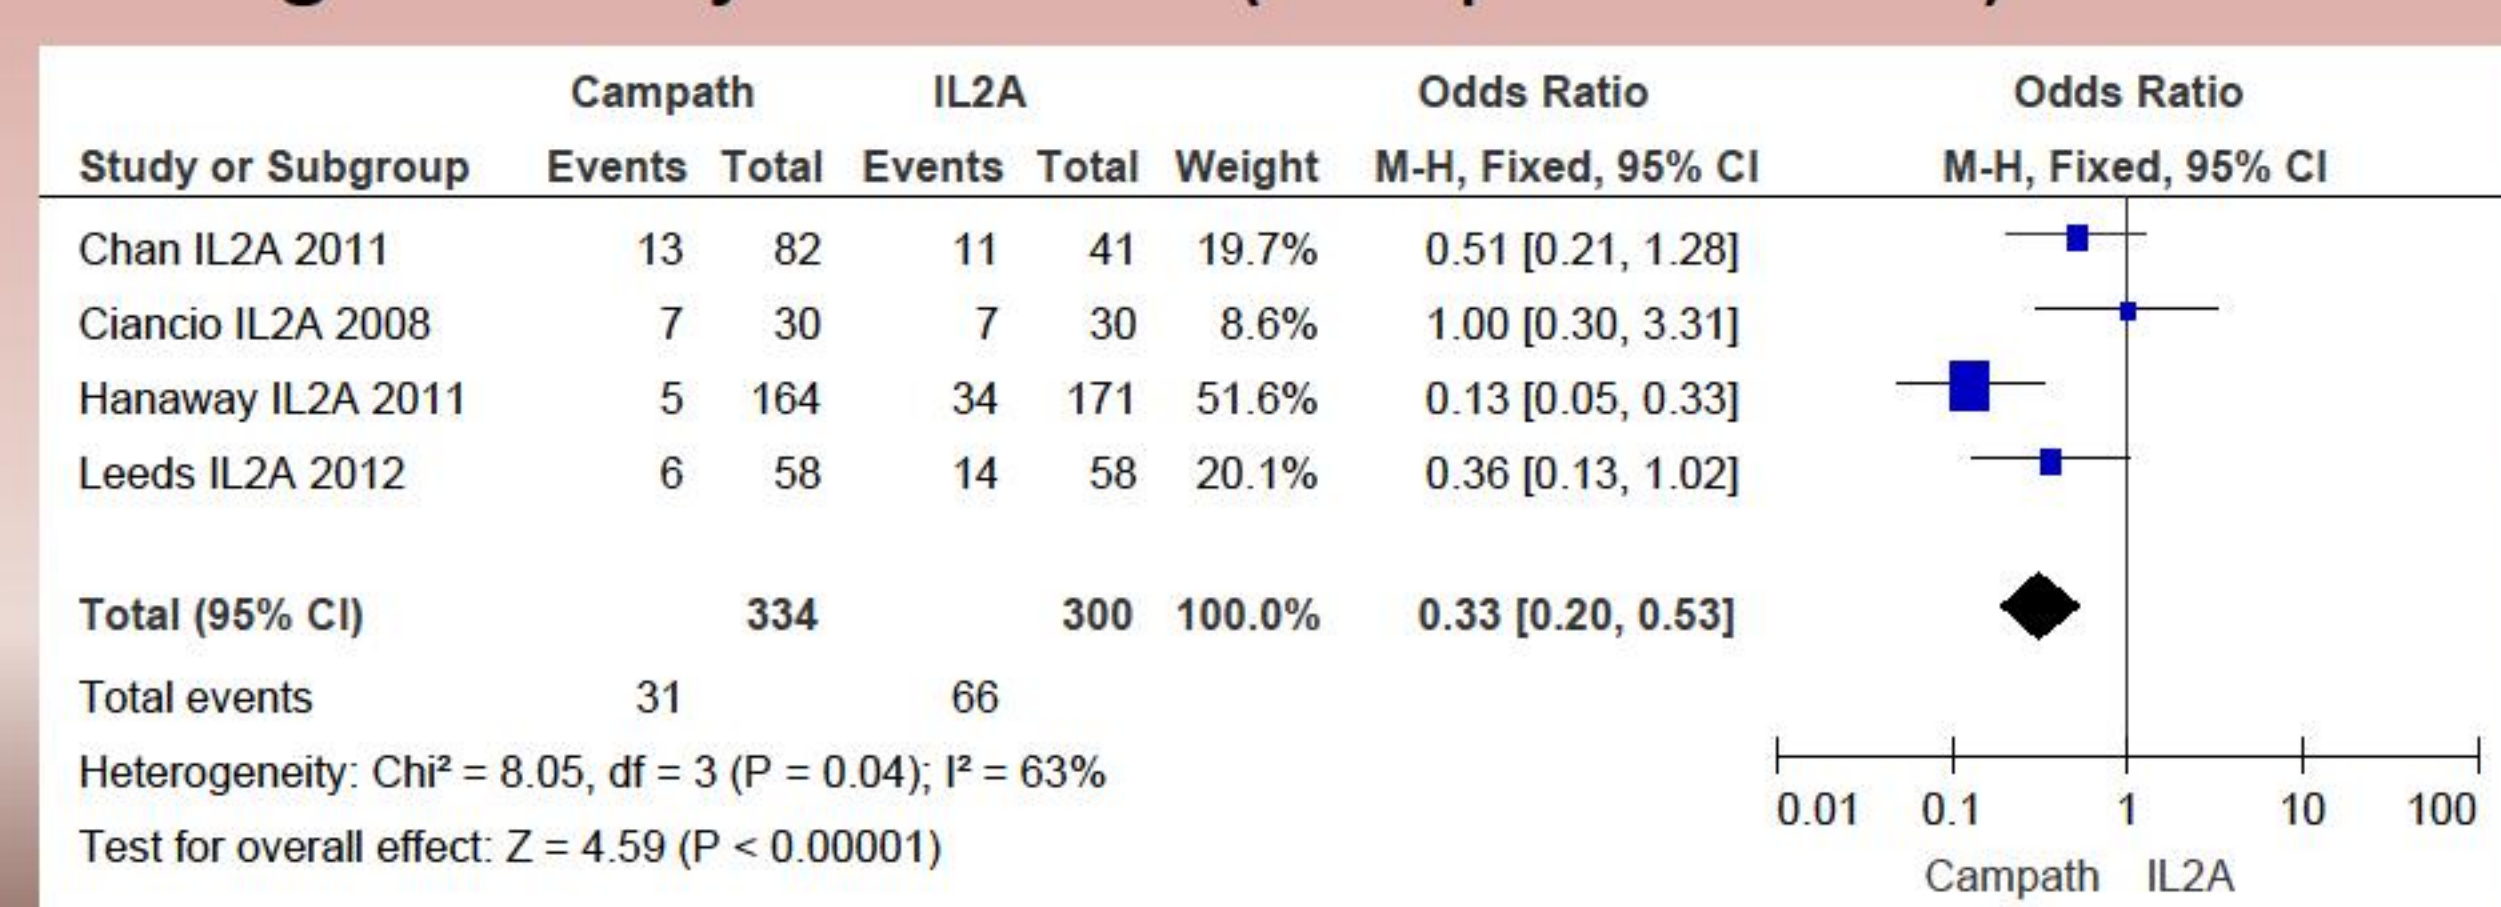 Campath IL2A Odds Ratio Odds Ratio
Study or Subgroup Events Total Events Total Weight M-H, Fixed, 95% CI M-H, Fixed, 95% CI
Chan IL2A 2011 13 82 11 41 19.7% 0.51 [0.21, 1.28]
Ciancio IL2A 2008 7 30 7 30 8.6% 1.00 [0.30, 3.31]
Hanaway IL2A 2011 5 164 34 171 51.6% 0.13 [0.05, 0.33]
Leeds IL2A 2012 6 58 14 58 20.1% 0.36 [0.13, 1.02]
Total (95% CI) 334 300 100.0% 0.33 [0.20, 0.53]
Total events 31 66
Heterogeneity: Chi² = 8.05, df = 3 (P = 0.04); I² = 63%
Test for overall effect: Z = 4.59 (P < 0.00001)
0.01 0.1 1 10 100
Campath IL2A